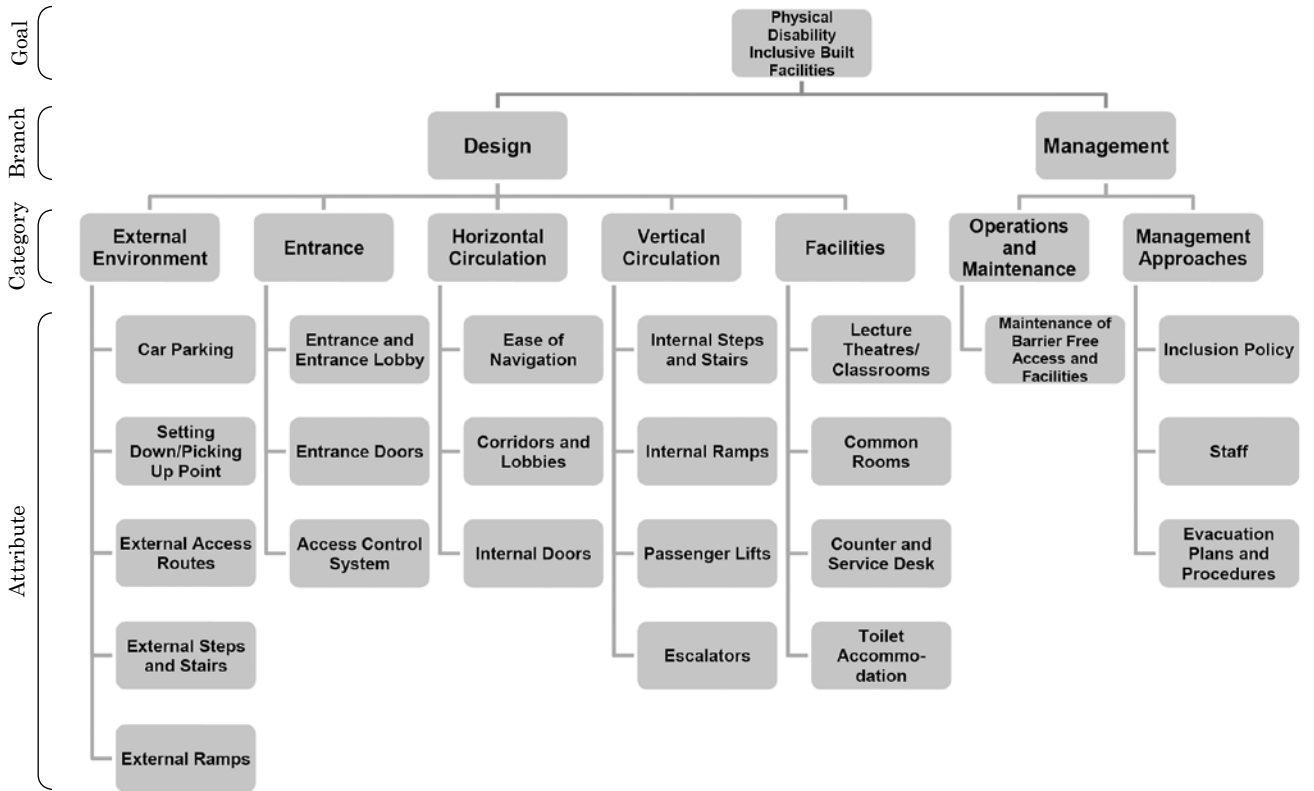 Goal
Physical
Disability
Inclusive Built
Facilities
Branch
Design
Management
Category
External
Environment
Entrance
Horizontal
Circulation
Vertical
Circulation
Facilities
Operations
and
Maintenance
Management
Approaches
Attribute
Car Parking
Entrance and
Entrance Lobby
Ease of
Navigation
Internal Steps
and Stairs
Lecture
Theatres/
Classrooms
Maintenance of
Barrier Free
Access and
Facilities
Inclusion Policy
Setting
Down/Picking
Up Point
Entrance Doors
Corridors and
Lobbies
Internal Ramps
Common
Rooms
Staff
External Access
Routes
Access Control
System
Internal Doors
Passenger Lifts
Counter and
Service Desk
Evacuation
Plans and
Procedures
External Steps
and Stairs
Escalators
Toilet
Accommo-
dation
External Ramps